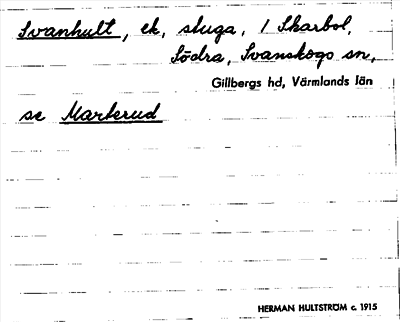 Svanhult, ek, stuga, 1 Skarbol,
Södra, Svanskogs sn,
Gillbergs hd, Värmlands län
se Marterud
HERMAN HULTSTRÖM c. 1915